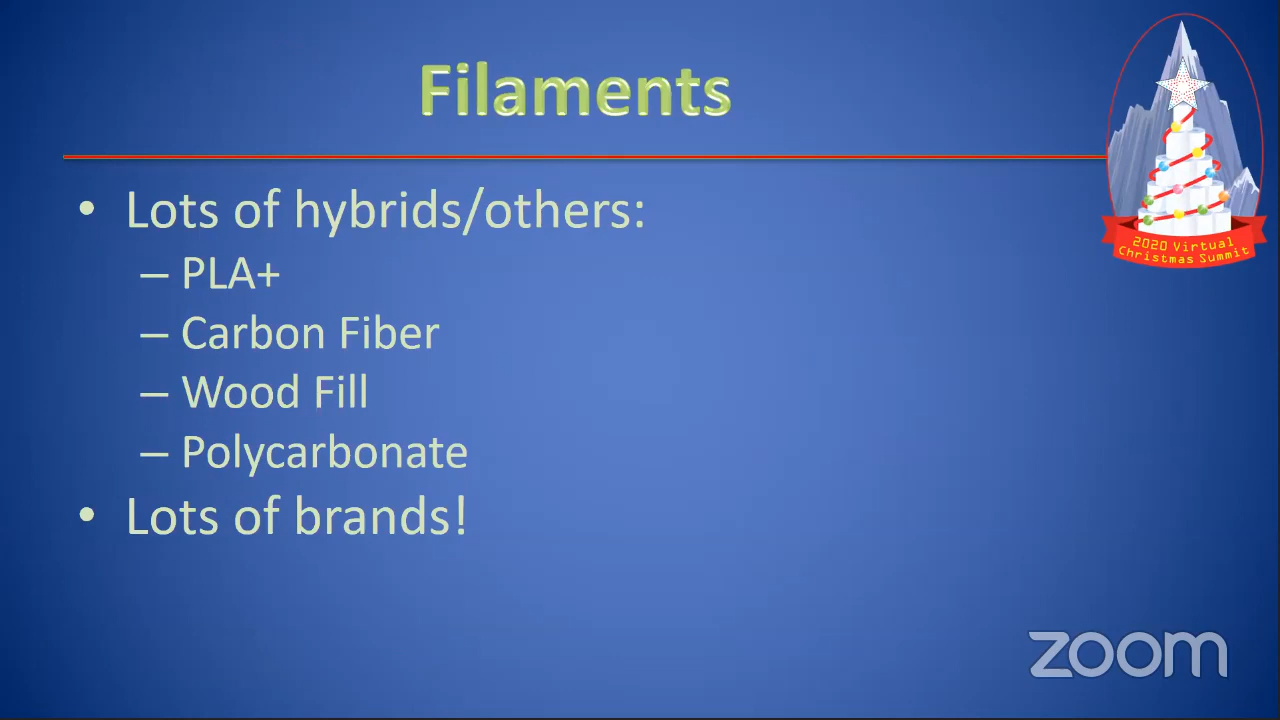 Filaments
• Lots of hybrids/others:
– PLA+
– Carbon Fiber
– Wood Fill
– Polycarbonate
• Lots of brands!
2020 Virtual
Christmas Summit
zoom